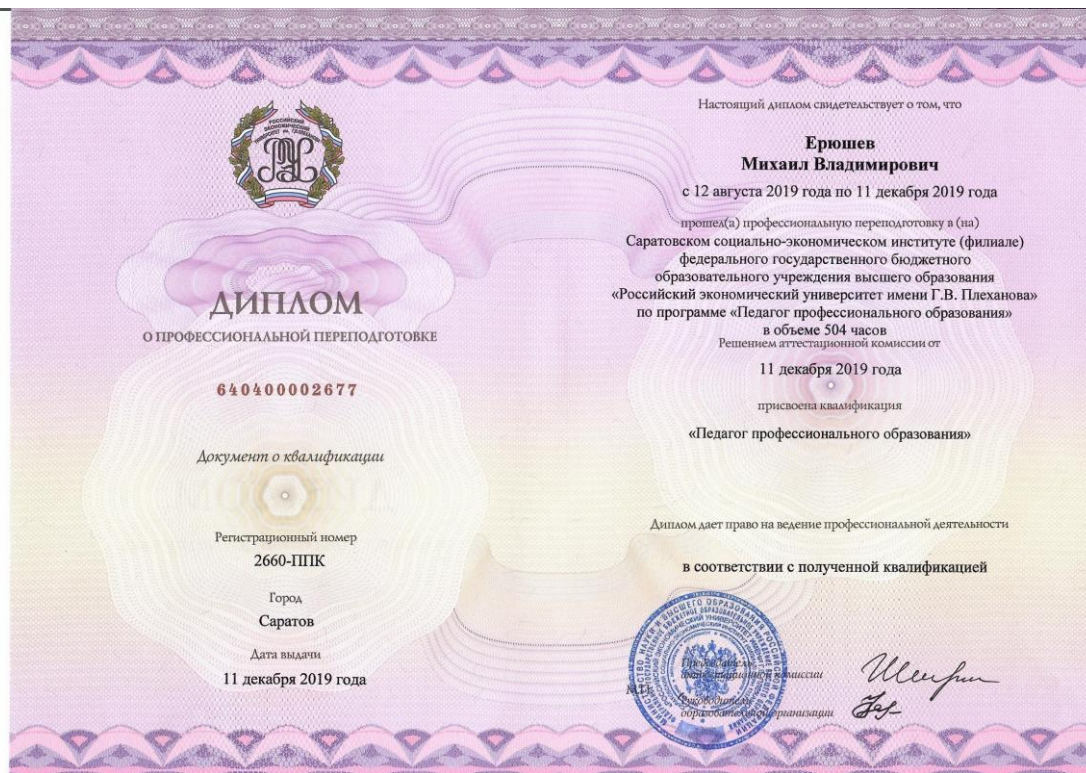 РОССИЙСКИЙ
ЭКОНОМИЧЕСКИЙ
ДИПЛОМ
О ПРОФЕССИОНАЛЬНОЙ ПЕРЕПОДГОТОВКЕ
640400002677
Документ о квалификации
Регистрационный номер
2660-ППК
Город
Саратов
Дата выдачи
11 декабря 2019 года
Настоящий диплом свидетельствует о том, что
Ерюшев
Михаил Владимирович
с 12 августа 2019 года по 11 декабря 2019 года
прошел(а) профессиональную переподготовку в (на)
Саратовском социально-экономическом институте (филиале)
федерального государственного бюджетного
образовательного учреждения высшего образования
«Российский экономический университет имени Г.В. Плеханова»
по программе «Педагог профессионального образования»
в объеме 504 часов
Решением аттестационной комиссии от
11 декабря 2019 года
присвоена квалификация
«Педагог профессионального образования»
Диплом дает право на ведение профессиональной деятельности
в соответствии с полученной квалификацией
Председатель
аттестационной комиссии
М.П.
Руководитель
образовательной организации